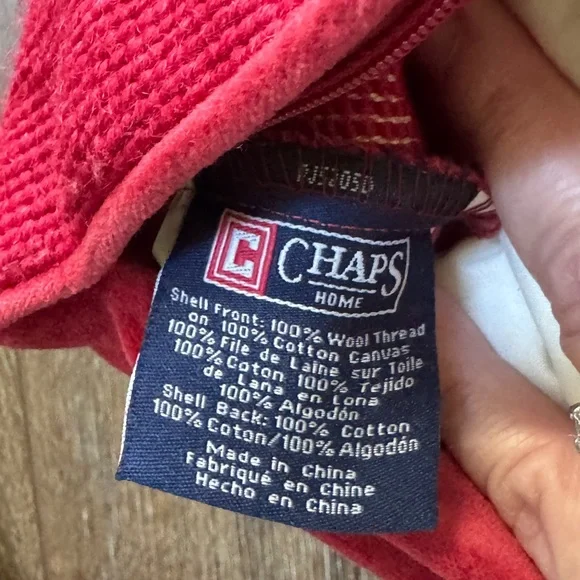 PJS205D
C CHAPS
HOME
Shell Front: 100% Wool Thread
on 100% Cotton Canvas
100% File de Laine sur Toile
100% Coton 100% Tejido
de Lana en Lona
100% Algodón
Shell Back: 100% Cotton
100% Coton/100% Algodón
Made in China
Fabriqué en Chine
Hecho en China